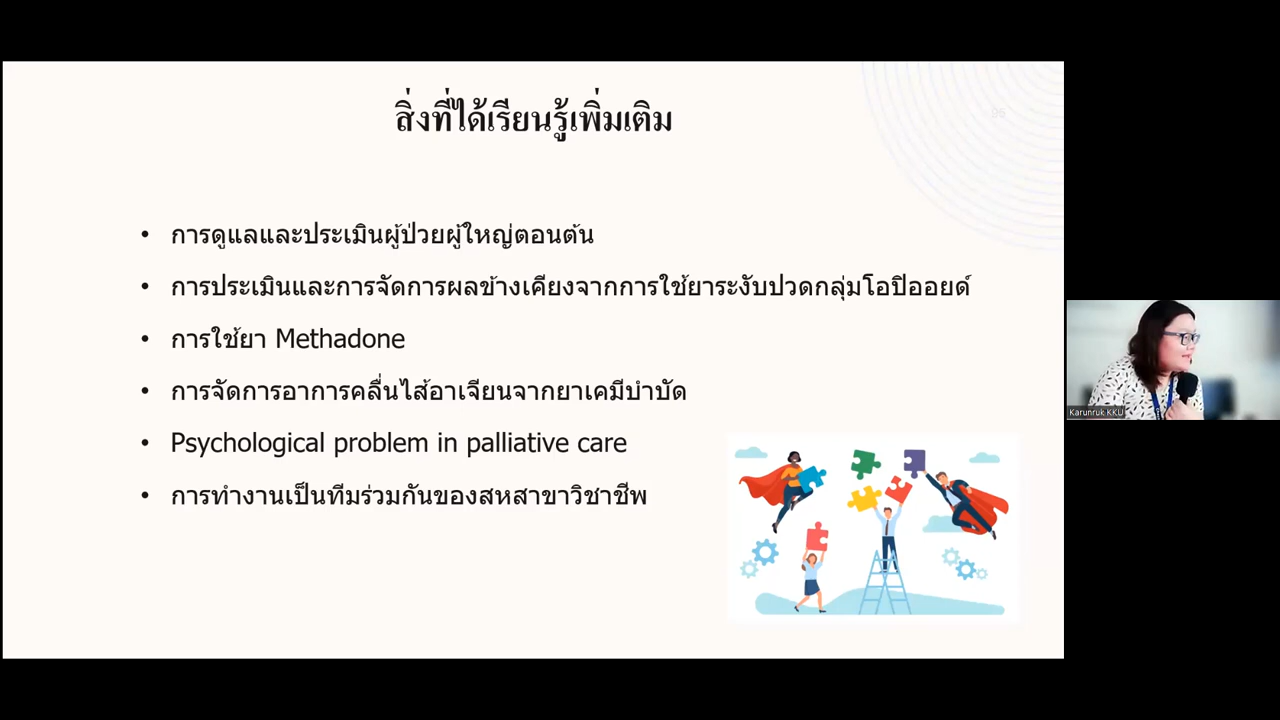 สิ่งที่ได้เรียนรู้เพิ่มเติม
95
• การดูแลและประเมินผู้ป่วยผู้ใหญ่ตอนต้น
• การประเมินและการจัดการผลข้างเคียงจากการใช้ยาระงับปวดกลุ่มโอปิออยด์
• การใช้ยา Methadone
• การจัดการอาการคลื่นไส้อาเจียนจากยาเคมีบำบัด
• Psychological problem in palliative care
• การทำงานเป็นทีมร่วมกันของสหสาขาวิชาชีพ
Karunruk KKU